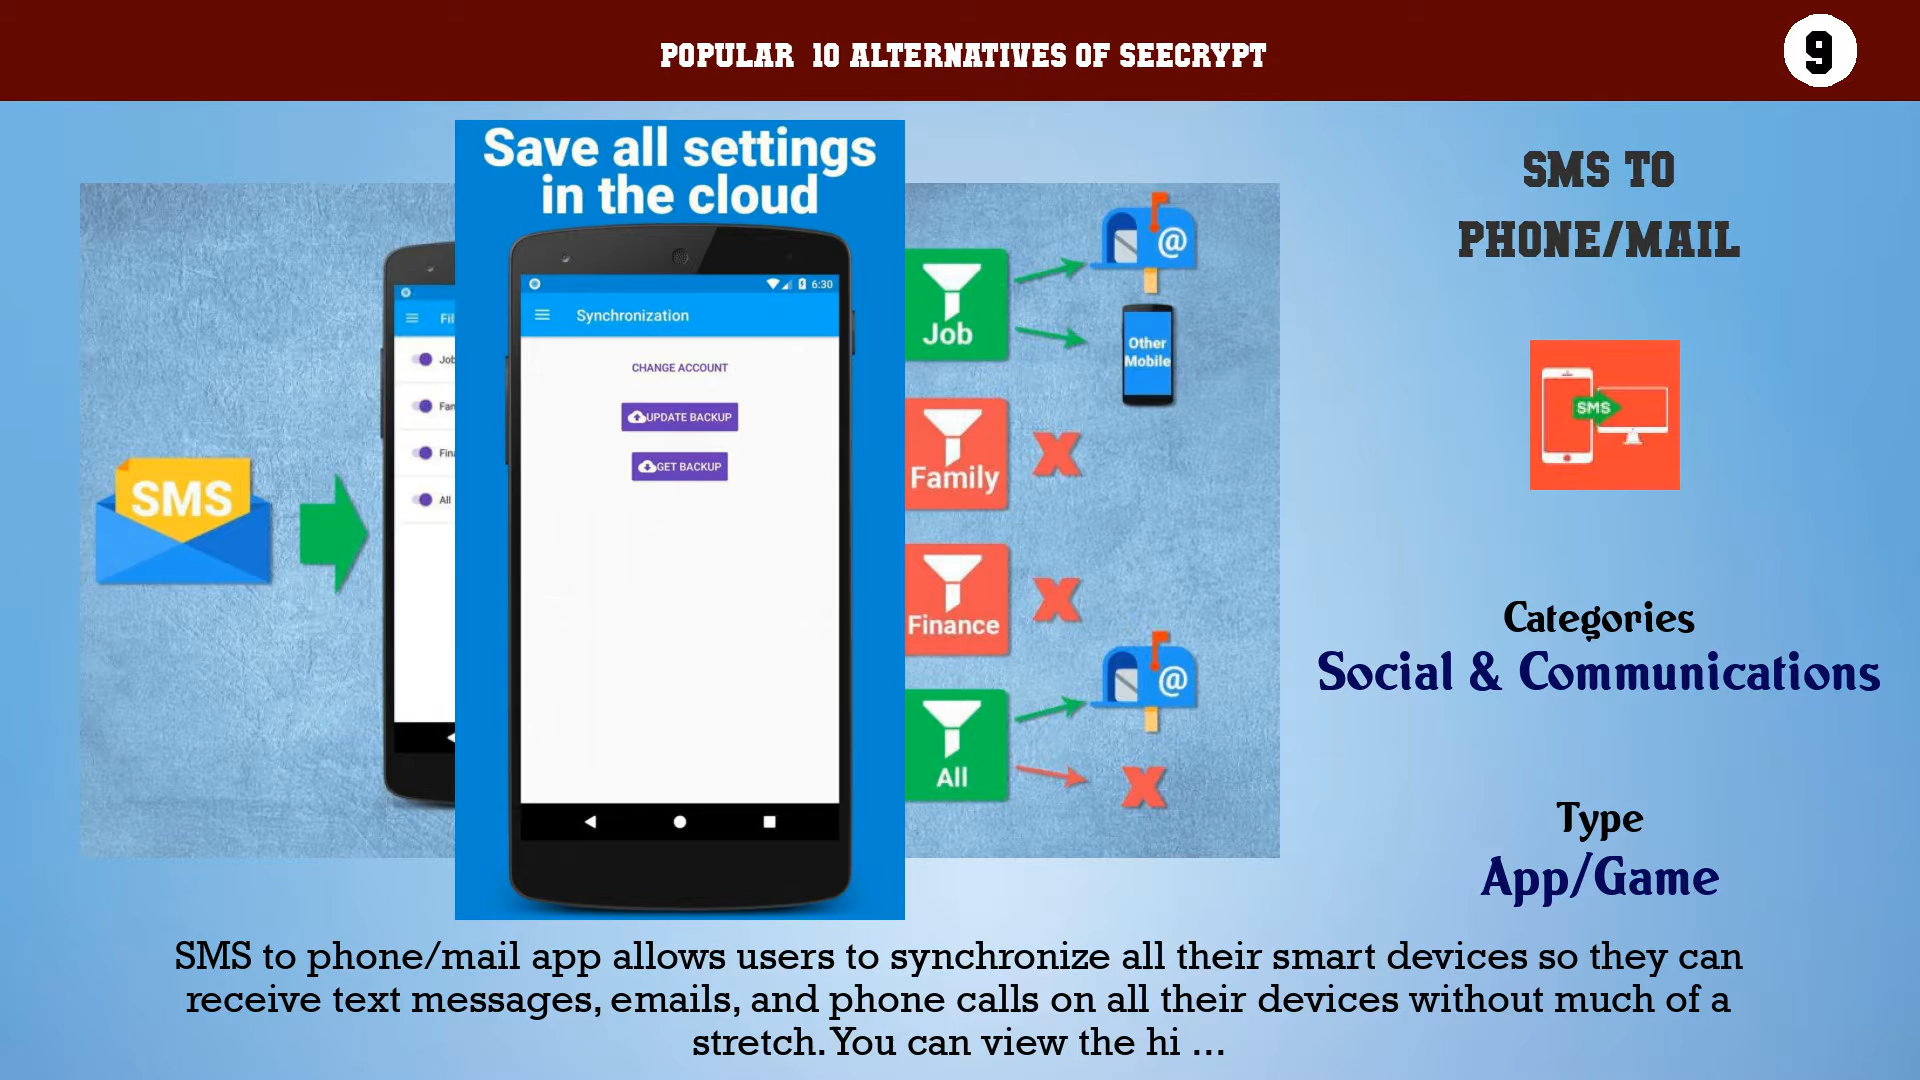 POPULAR 10 ALTERNATIVES OF SEECRYPT
9
Save all settings
in the cloud
6:30
Synchronization
CHANGE ACCOUNT
UPDATE BACKUP
GET BACKUP
SMS
Fil
Job
Fam
Fina
All
Job
Family
Finance
All
@
Other
Mobile
@
SMS TO
PHONE/MAIL
SMS
Categories
Social & Communications
Type
App/Game
SMS to phone/mail app allows users to synchronize all their smart devices so they can
receive text messages, emails, and phone calls on all their devices without much of a
stretch. You can view the hi ...